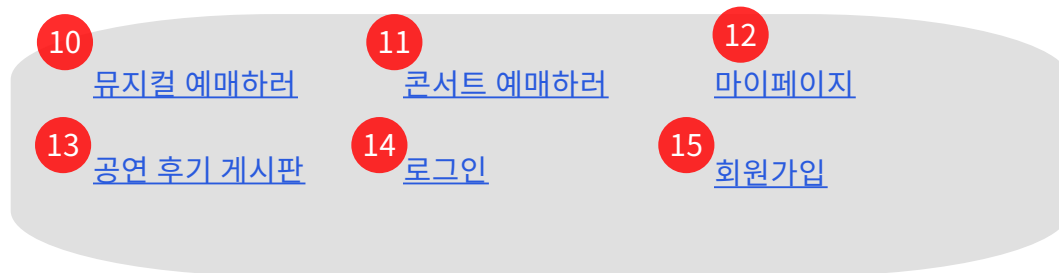 10 11 12
뮤지컬 예매하러 콘서트 예매하러 마이페이지
13 14 15
공연 후기 게시판 로그인 회원가입